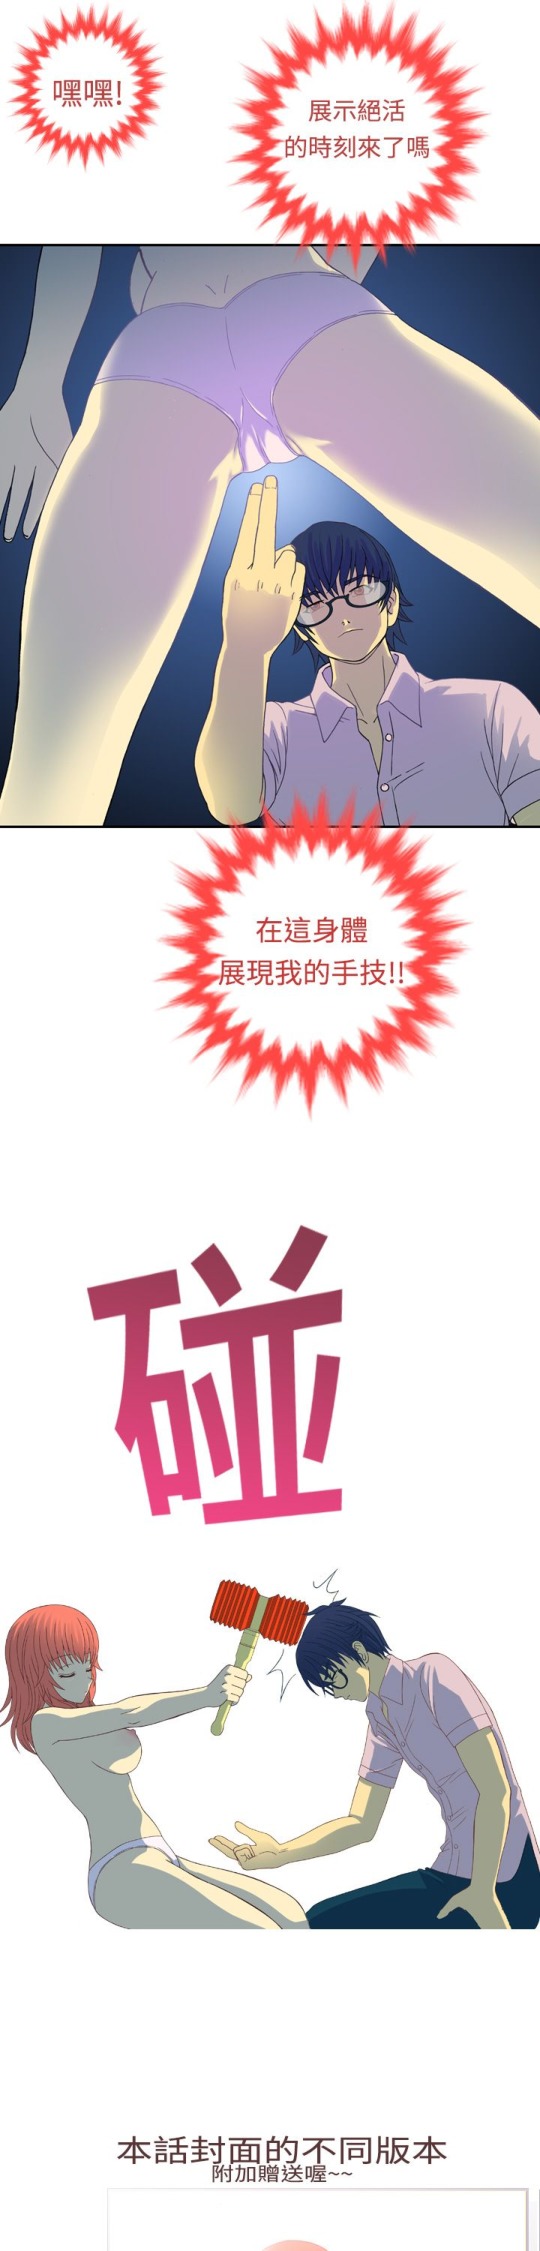 嘿嘿!
展示絕活
的時刻來了嗎
在這身體
展現我的手技!!
碰
本話封面的不同版本
附加贈送喔~~